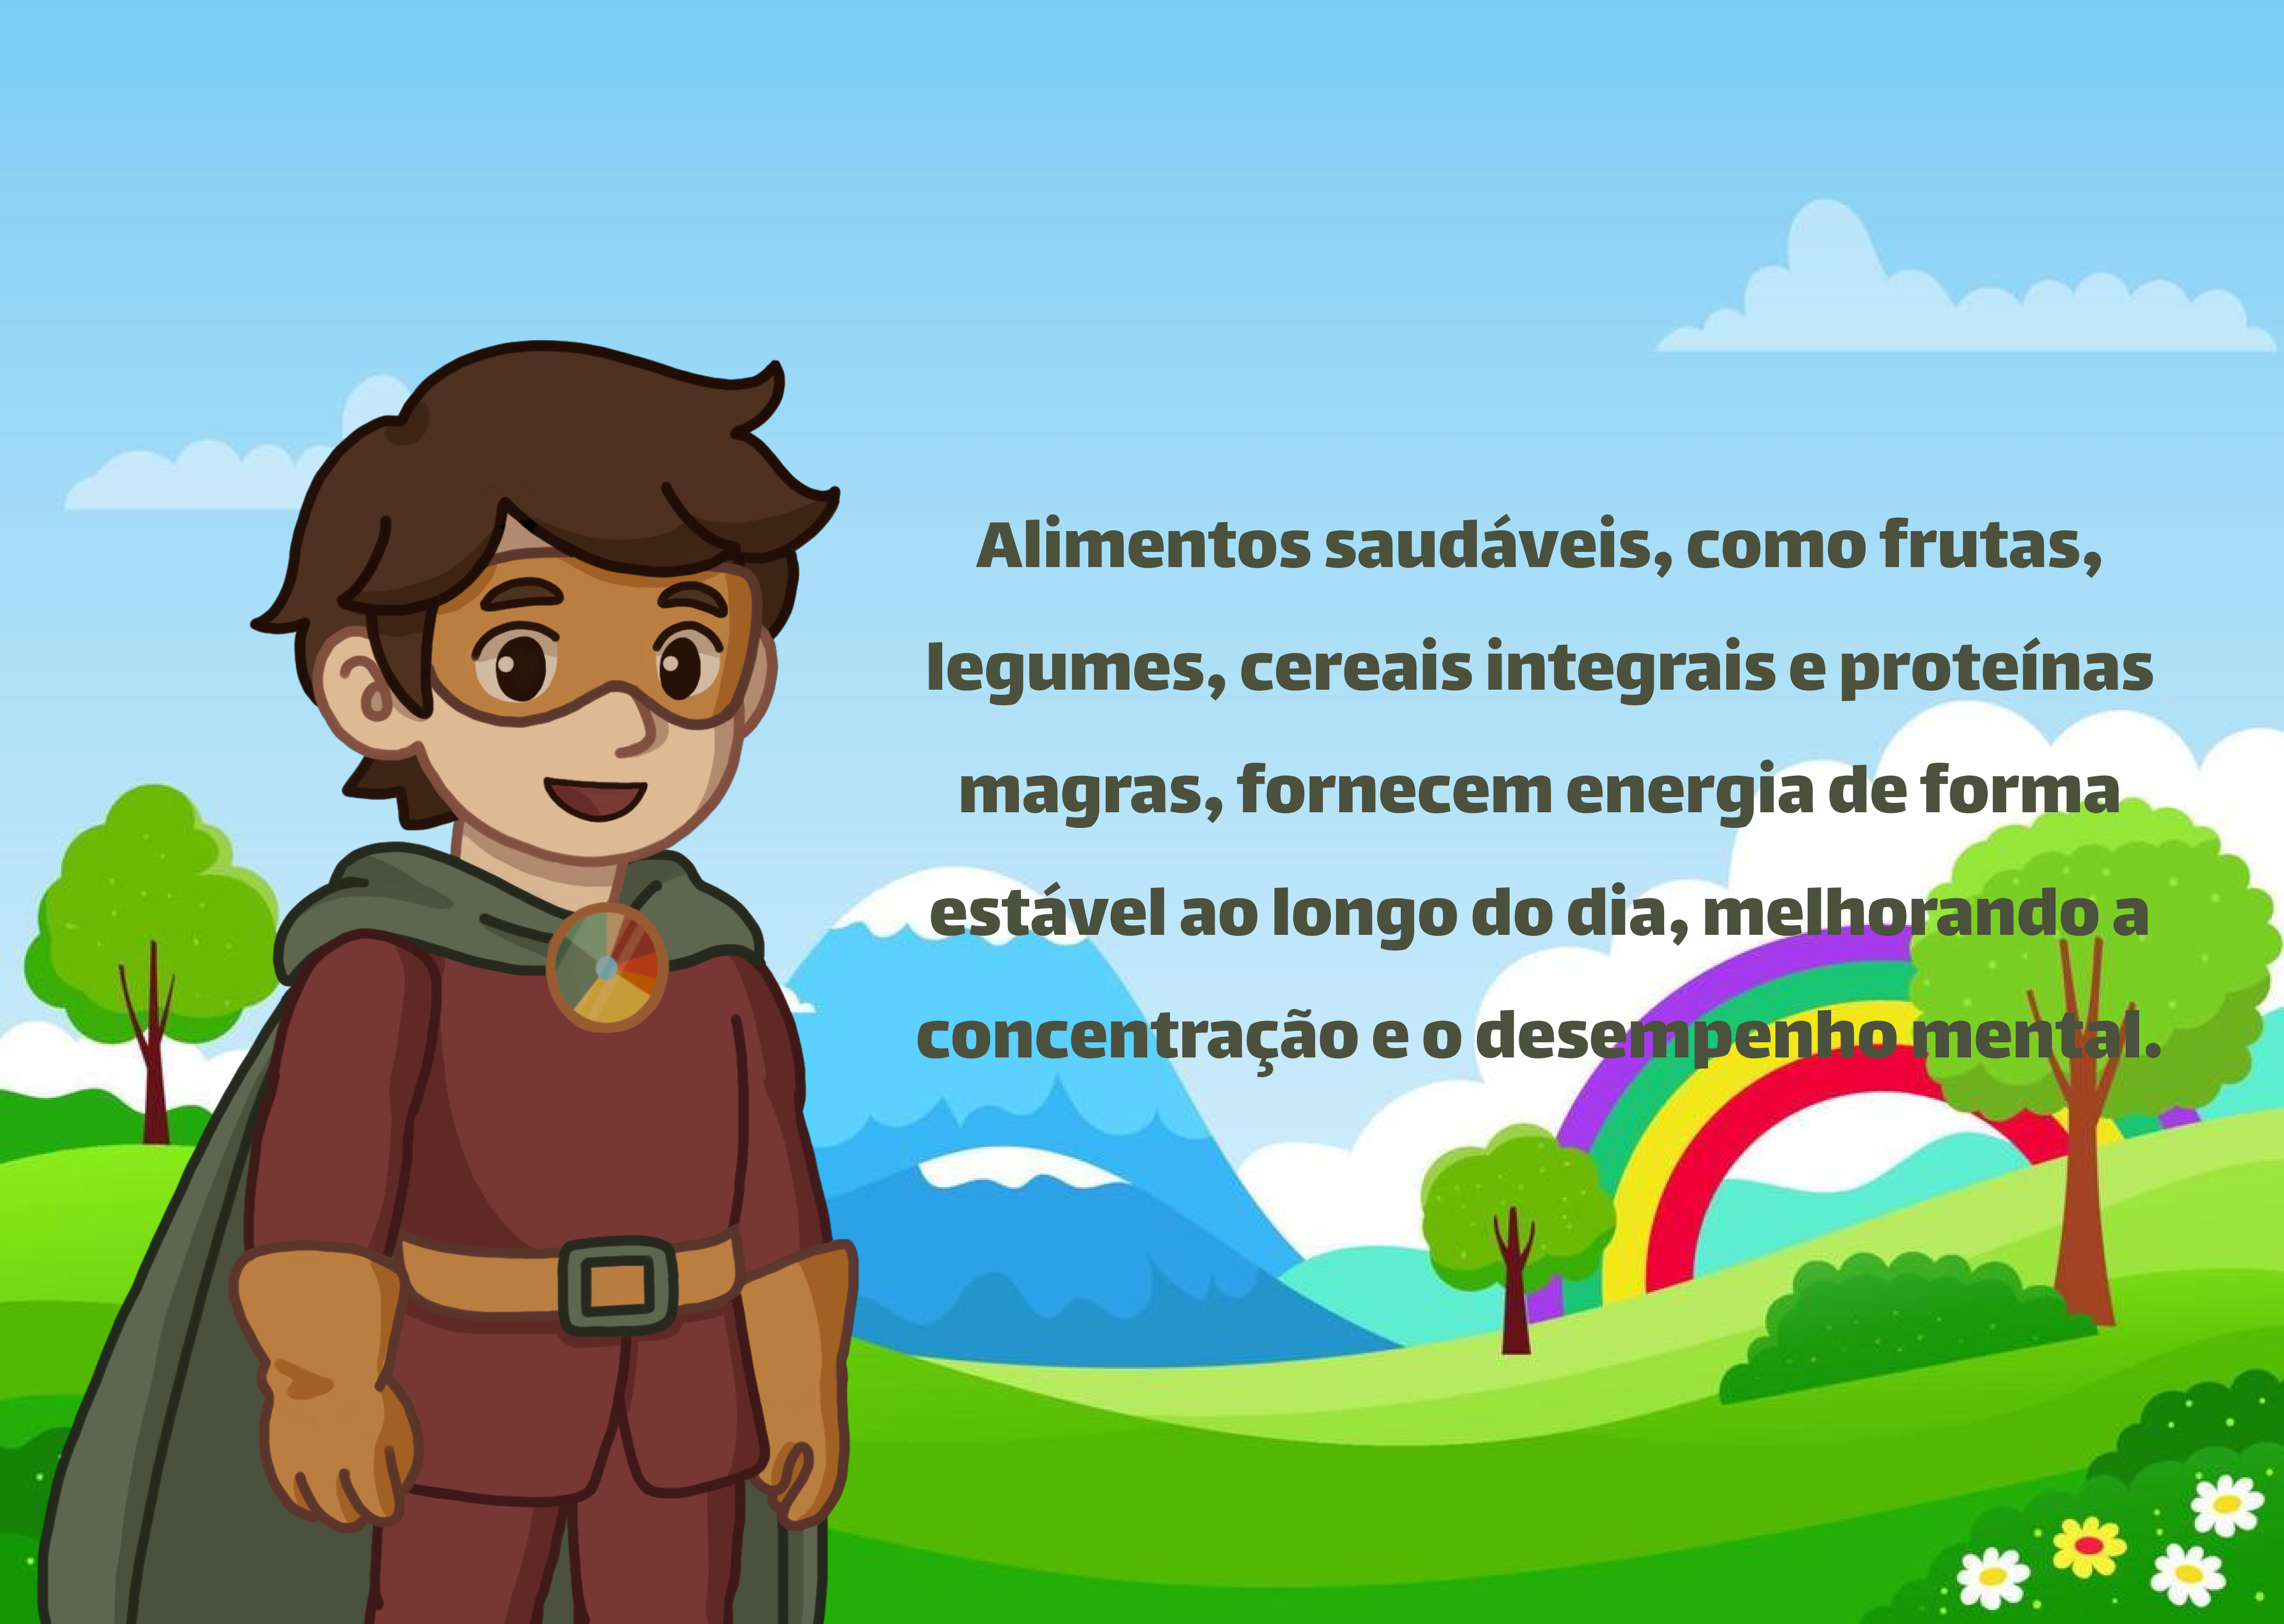 Alimentos saudáveis, como frutas,
legumes, cereais integrais e proteínas
magras, fornecem energia de forma
estável ao longo do dia, melhorando a
concentração e o desempenho mental.